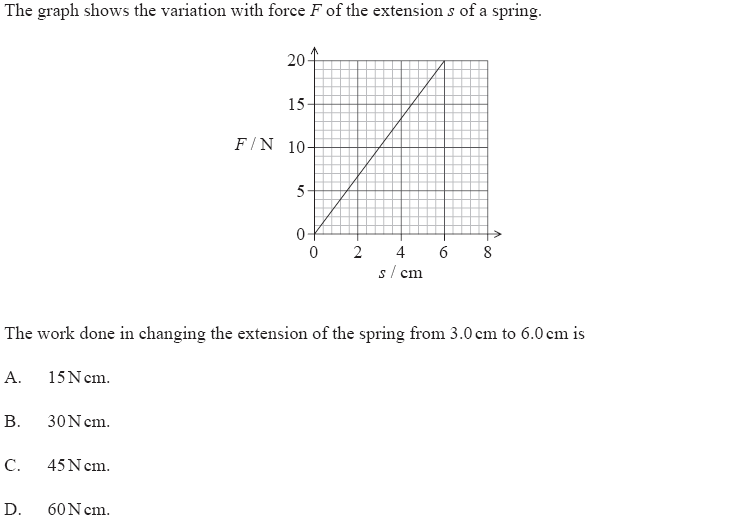 The graph shows the variation with force F of the extension s of a spring.
20
15
F / N 10
5
0
0 2 4 6 8
s / cm
The work done in changing the extension of the spring from 3.0 cm to 6.0 cm is
A. 15 N cm.
B. 30 N cm.
C. 45 N cm.
D. 60 N cm.